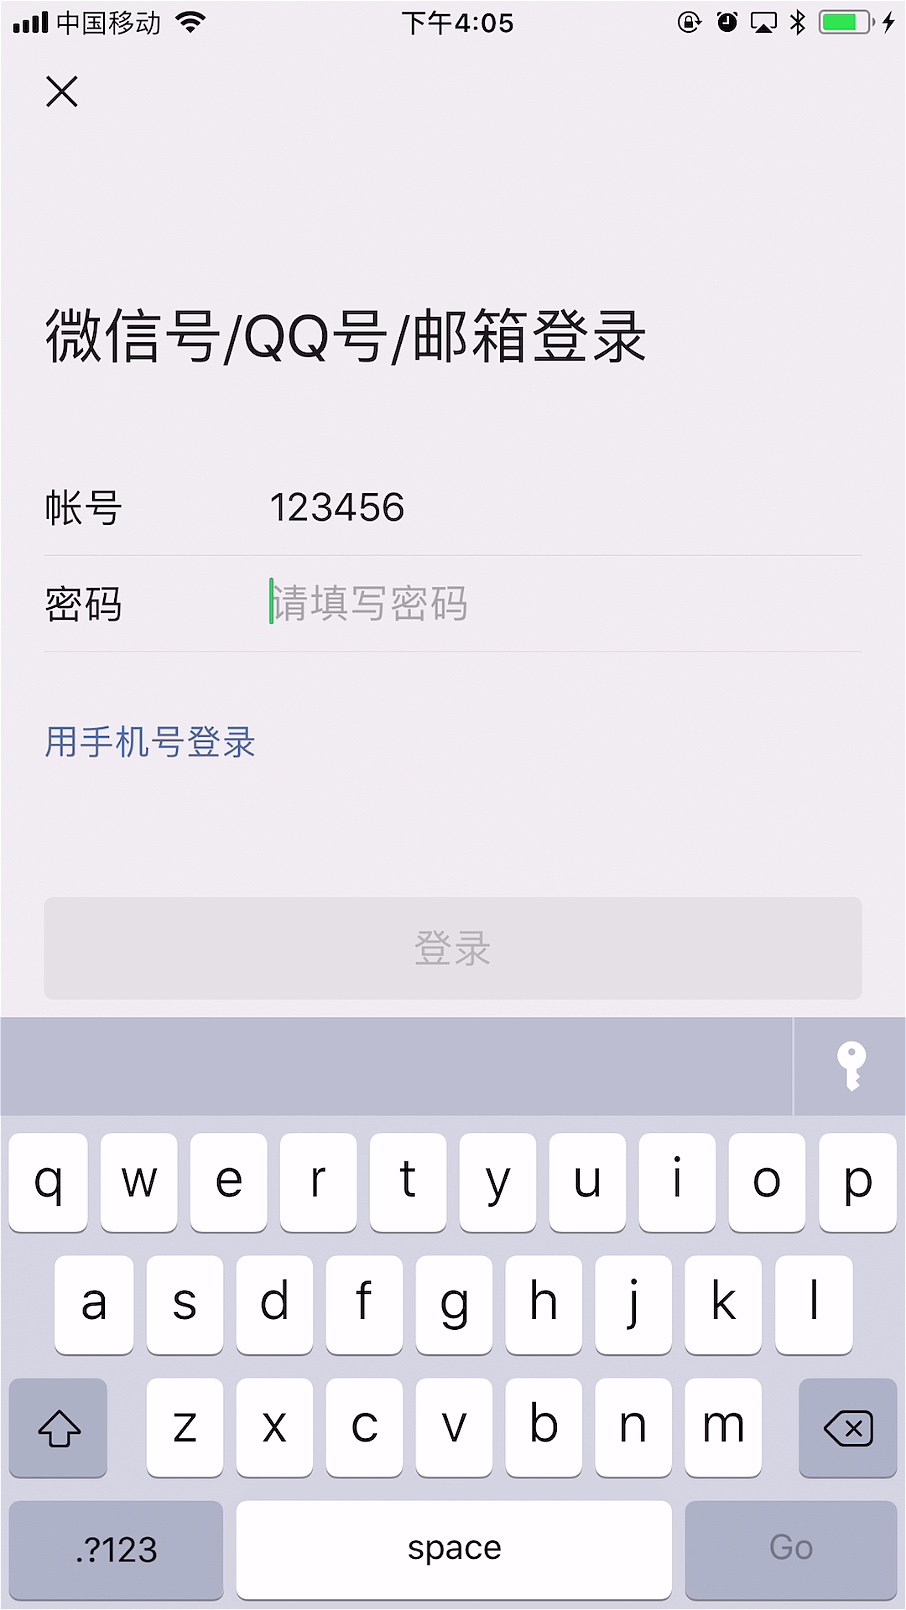 中国移动 下午4:05
微信号/QQ号/邮箱登录
帐号 123456
密码 请填写密码
用手机号登录
登录
q w e r t y u i o p
a s d f g h j k l
z x c v b n m
.?123 space Go